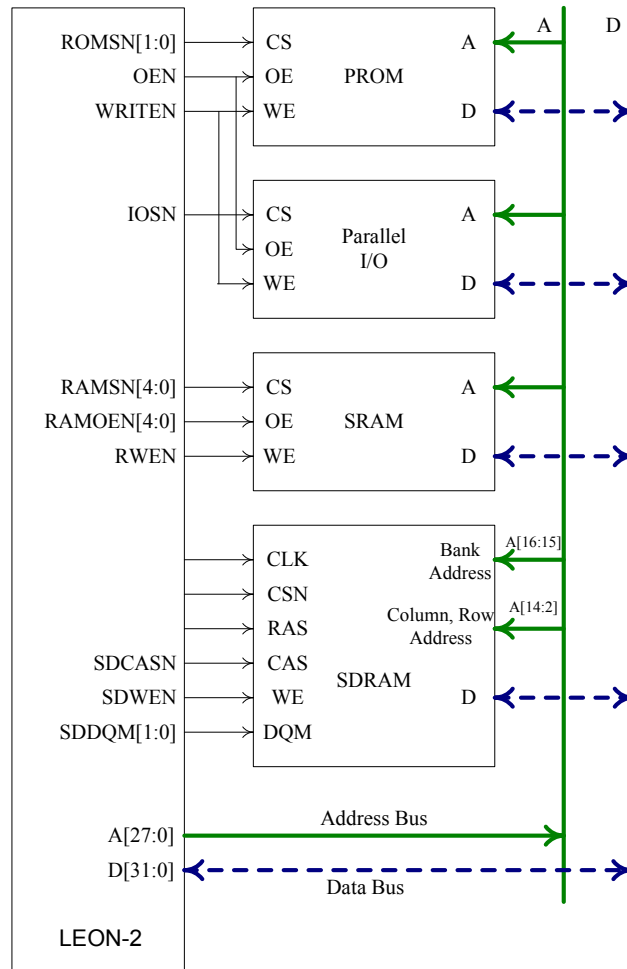 A D
ROMSN[1:0] CS A
OEN OE PROM
WRITEN WE D
IOSN CS A
Parallel
OE I/O
WE D
RAMSN[4:0] CS A
RAMOEN[4:0] OE SRAM
RWEN WE D
A[16:15]
CLK Bank
Address
CSN
A[14:2]
RAS Column, Row
Address
SDCASN CAS
SDRAM
SDWEN WE D
SDDQM[1:0] DQM
Address Bus
A[27:0]
D[31:0]
Data Bus
LEON-2